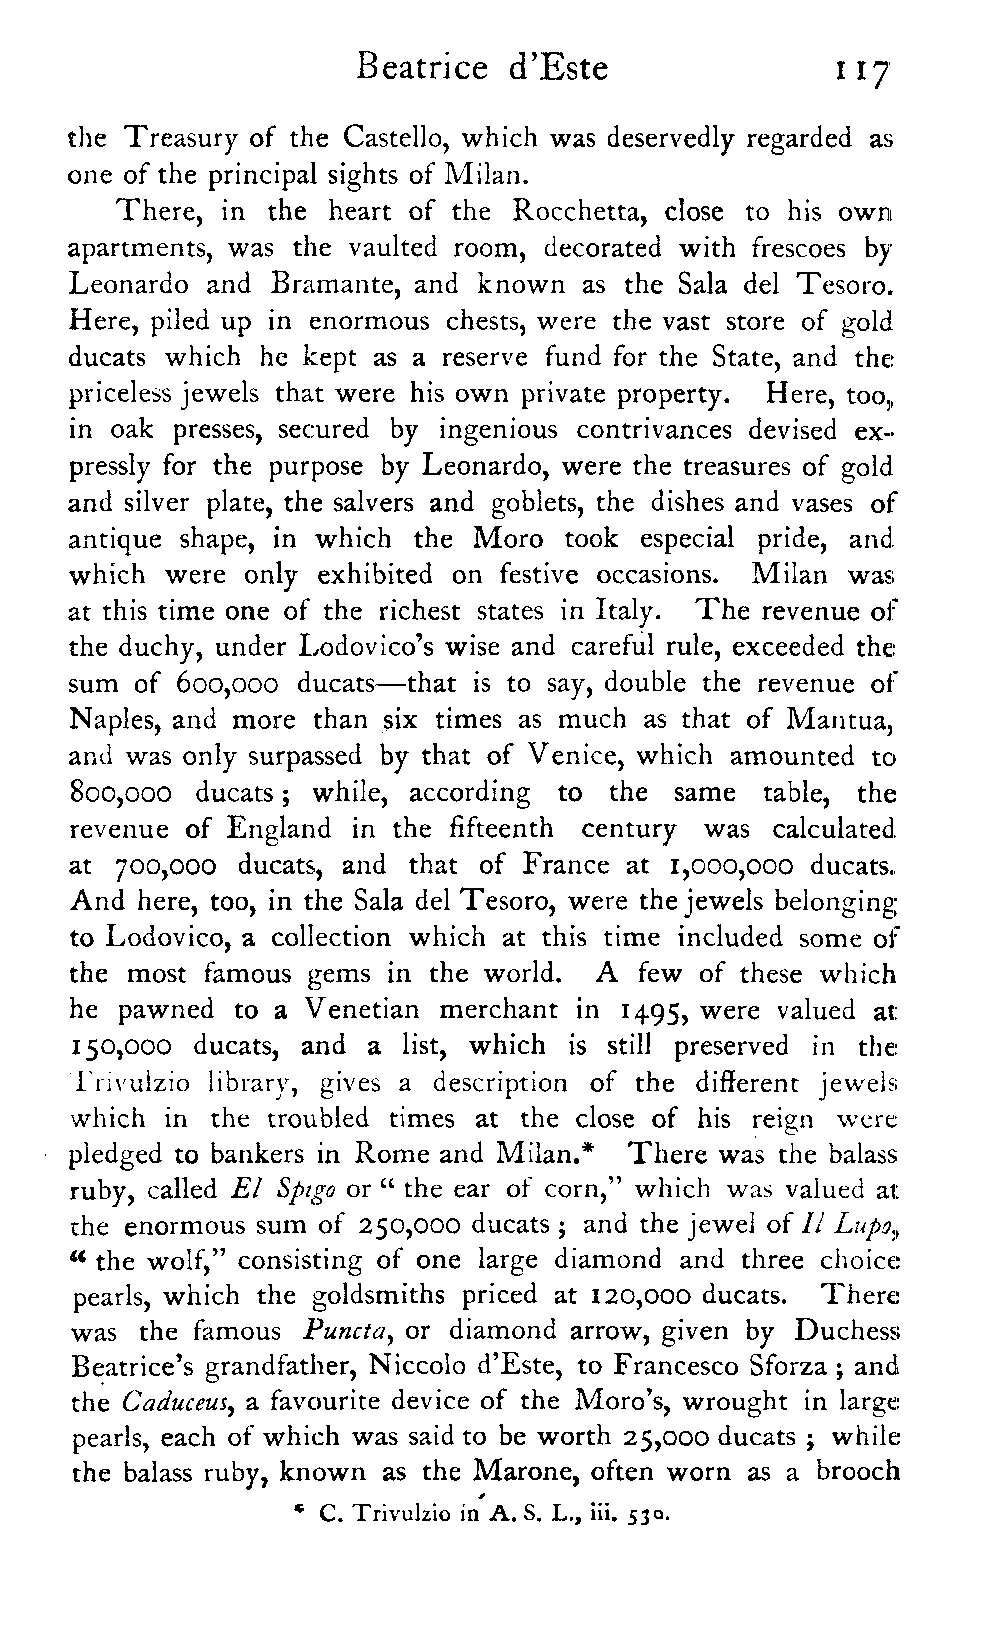 Beatrice d'Este 117
the Treasury of the Castello, which was deservedly regarded as
one of the principal sights of Milan.
There, in the heart of the Rocchetta, close to his own
apartments, was the vaulted room, decorated with frescoes by
Leonardo and Bramante, and known as the Sala del Tesoro.
Here, piled up in enormous chests, were the vast store of gold
ducats which he kept as a reserve fund for the State, and the
priceless jewels that were his own private property. Here, too,
in oak presses, secured by ingenious contrivances devised ex-
pressly for the purpose by Leonardo, were the treasures of gold
and silver plate, the salvers and goblets, the dishes and vases of
antique shape, in which the Moro took especial pride, and
which were only exhibited on festive occasions. Milan was
at this time one of the richest states in Italy. The revenue of
the duchy, under Lodovico's wise and careful rule, exceeded the
sum of 600,000 ducats—that is to say, double the revenue of
Naples, and more than six times as much as that of Mantua,
and was only surpassed by that of Venice, which amounted to
800,000 ducats ; while, according to the same table, the
revenue of England in the fifteenth century was calculated
at 700,000 ducats, and that of France at 1,000,000 ducats.
And here, too, in the Sala del Tesoro, were the jewels belonging
to Lodovico, a collection which at this time included some of
the most famous gems in the world. A few of these which
he pawned to a Venetian merchant in 1495, were valued at
150,000 ducats, and a list, which is still preserved in the
Trivulzio library, gives a description of the different jewels
which in the troubled times at the close of his reign were
pledged to bankers in Rome and Milan.* There was the balass
ruby, called El Spigo or " the ear of corn," which was valued at
the enormous sum of 250,000 ducats ; and the jewel of Il Lupo,
" the wolf," consisting of one large diamond and three choice
pearls, which the goldsmiths priced at 120,000 ducats. There
was the famous Puncta, or diamond arrow, given by Duchess
Beatrice's grandfather, Niccolo d'Este, to Francesco Sforza ; and
the Caduceus, a favourite device of the Moro's, wrought in large
pearls, each of which was said to be worth 25,000 ducats ; while
the balass ruby, known as the Marone, often worn as a brooch
* C. Trivulzio in A. S. L., iii. 530.